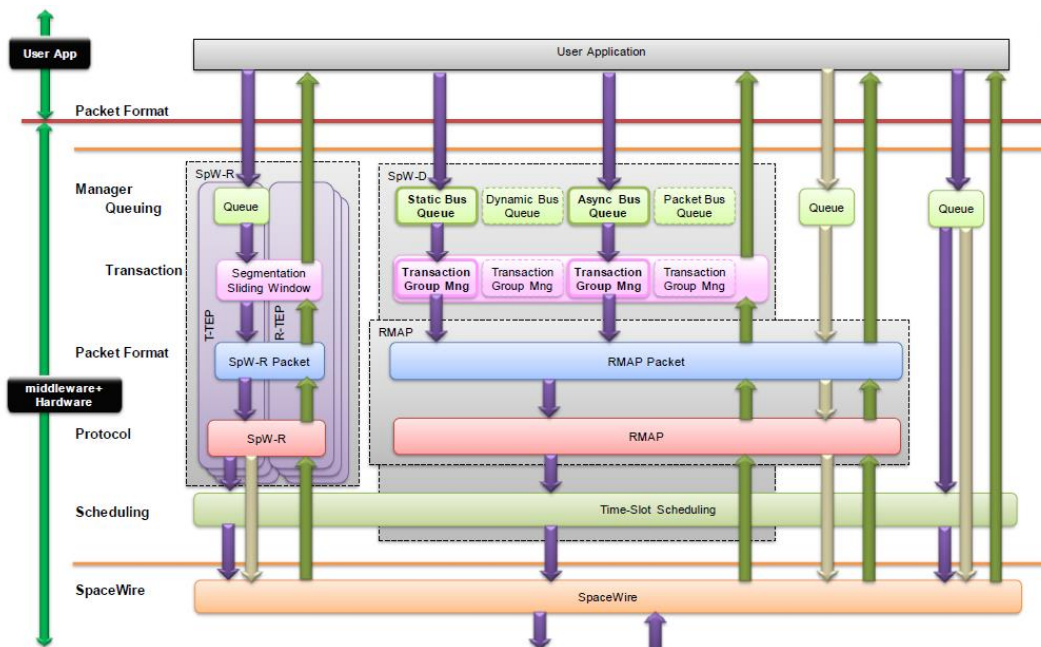 User App
User Application
Packet Format
SpW-R
SpW-D
Manager
Queuing
Queue
Static Bus
Queue
Dynamic Bus
Queue
Async Bus
Queue
Packet Bus
Queue
Queue
Queue
Transaction
Segmentation
Sliding Window
Transaction
Group Mng
Transaction
Group Mng
Transaction
Group Mng
Transaction
Group Mng
T-TEP
R-TEP
RMAP
Packet Format
SpW-R Packet
RMAP Packet
middleware+
Hardware
Protocol
SpW-R
RMAP
Scheduling
Time-Slot Scheduling
SpaceWire
SpaceWire